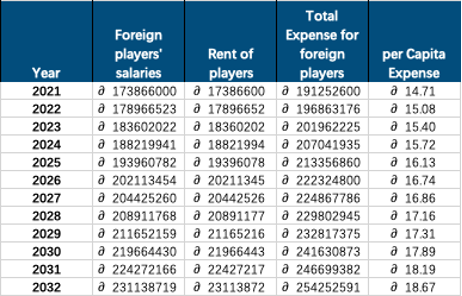 Year Foreign players' salaries Rent of players Total Expense for foreign players per Capita Expense
2021 ∂ 173866000 ∂ 17386600 ∂ 191252600 ∂ 14.71
2022 ∂ 178966523 ∂ 17896652 ∂ 196863176 ∂ 15.08
2023 ∂ 183602022 ∂ 18360202 ∂ 201962225 ∂ 15.40
2024 ∂ 188219941 ∂ 18821994 ∂ 207041935 ∂ 15.72
2025 ∂ 193960782 ∂ 19396078 ∂ 213356860 ∂ 16.13
2026 ∂ 202113454 ∂ 20211345 ∂ 222324800 ∂ 16.74
2027 ∂ 204425260 ∂ 20442526 ∂ 224867786 ∂ 16.86
2028 ∂ 208911768 ∂ 20891177 ∂ 229802945 ∂ 17.16
2029 ∂ 211652159 ∂ 21165216 ∂ 232817375 ∂ 17.31
2030 ∂ 219664430 ∂ 21966443 ∂ 241630873 ∂ 17.89
2031 ∂ 224272166 ∂ 22427217 ∂ 246699382 ∂ 18.19
2032 ∂ 231138719 ∂ 23113872 ∂ 254252591 ∂ 18.67